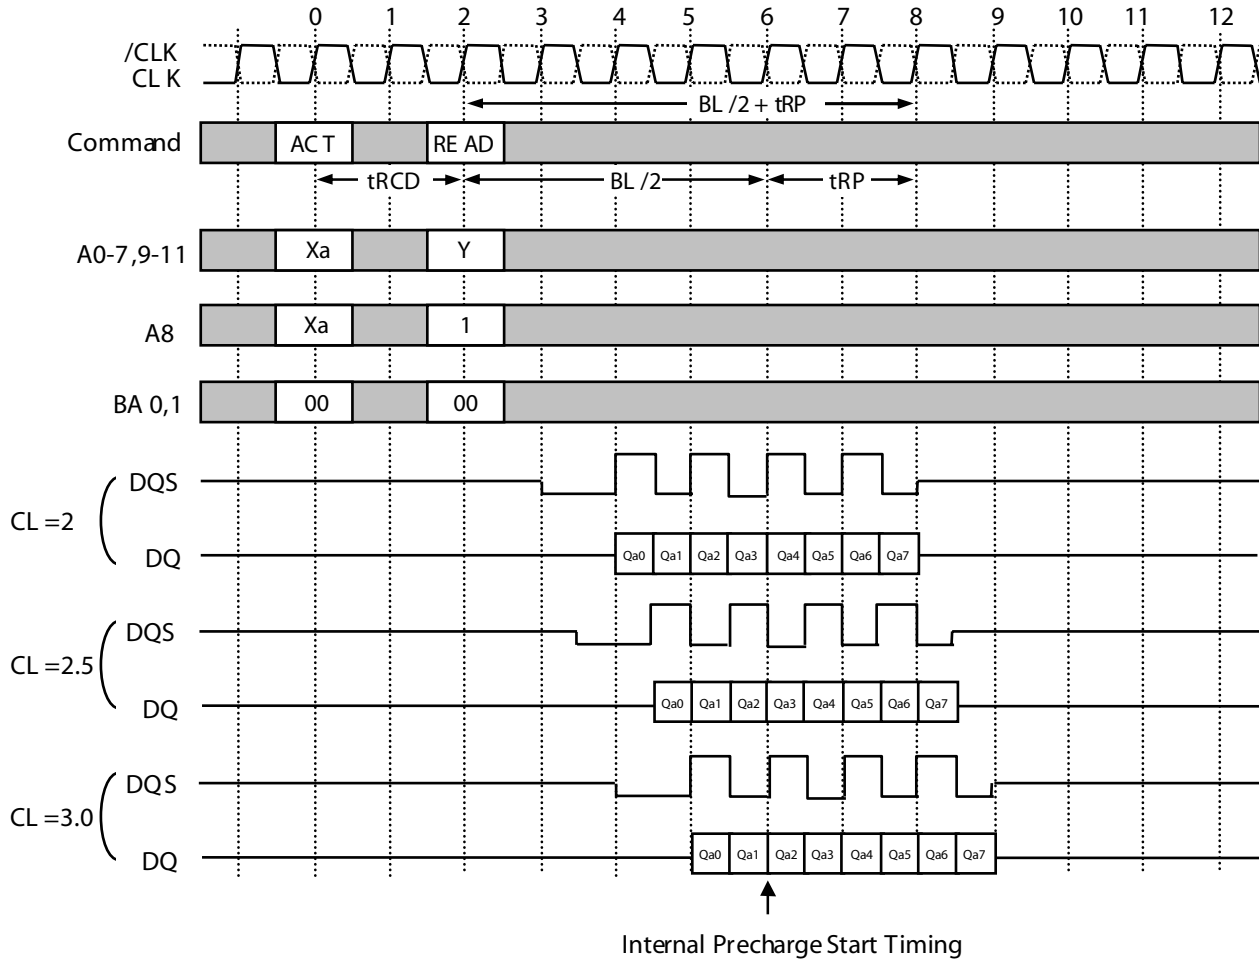 0 1 2 3 4 5 6 7 8 9 10 11 12
/CLK
CL K
BL /2 + tRP
Command AC T RE AD
tRCD BL /2 tRP
A0-7,9-11 Xa Y
A8 Xa 1
BA 0,1 00 00
DQS
CL =2
DQ Qa0 Qa1 Qa2 Qa3 Qa4 Qa5 Qa6 Qa7
DQS
CL =2.5
DQ Qa0 Qa1 Qa2 Qa3 Qa4 Qa5 Qa6 Qa7
DQS
CL =3.0
DQ Qa0 Qa1 Qa2 Qa3 Qa4 Qa5 Qa6 Qa7
Internal Precharge Start Timing